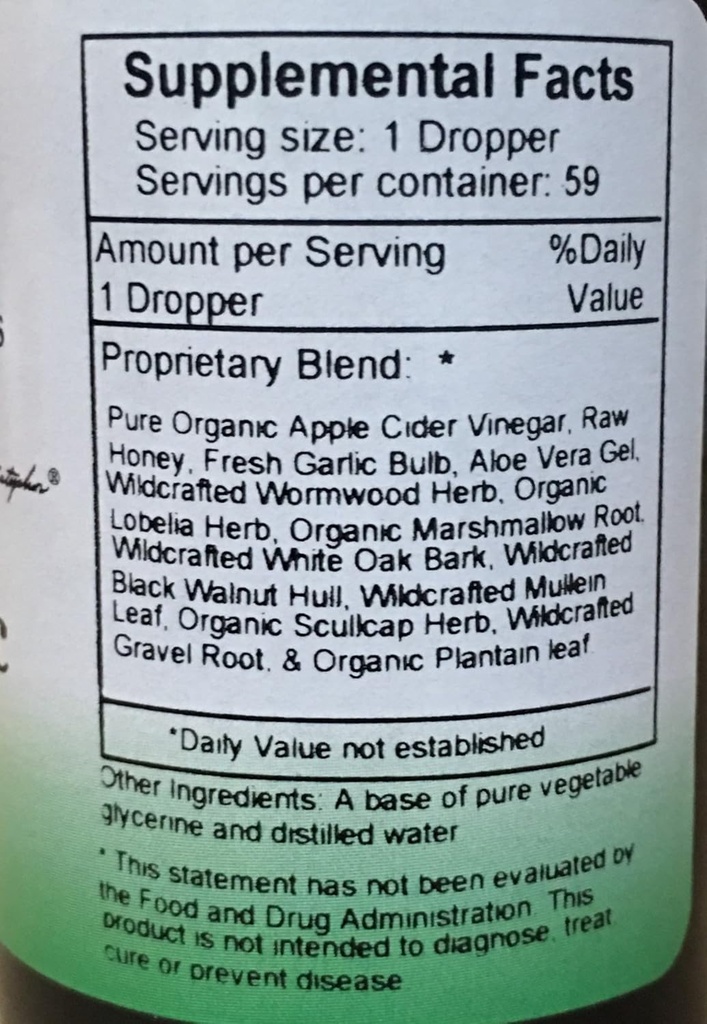 Supplemental Facts
Serving size: 1 Dropper
Servings per container: 59
Amount per Serving %Daily
1 Dropper Value
Proprietary Blend: *
Pure Organic Apple Cider Vinegar, Raw
Honey, Fresh Garlic Bulb, Aloe Vera Gel,
Wildcrafted Wormwood Herb, Organic
Lobelia Herb, Organic Marshmallow Root,
Wildcrafted White Oak Bark, Wildcrafted
Black Walnut Hull, Wildcrafted Mullein
Leaf, Organic Scullcap Herb, Wildcrafted
Gravel Root, & Organic Plantain leaf
*Daily Value not established
Other Ingredients: A base of pure vegetable
glycerine and distilled water
* This statement has not been evaluated by
the Food and Drug Administration. This
product is not intended to diagnose, treat
cure or prevent disease